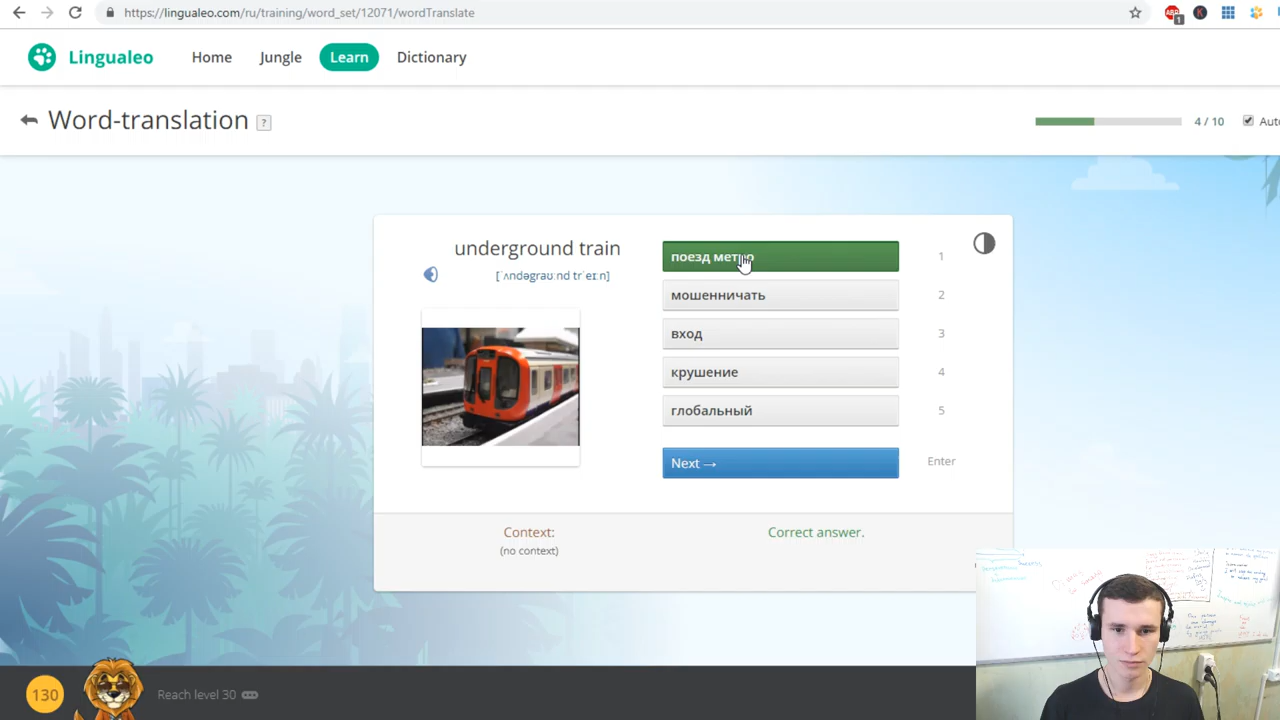 https://lingualeo.com/ru/training/word_set/12071/wordTranslate
ABP
1
K
Lingualeo
Home
Jungle
Learn
Dictionary
Word-translation ?
4 / 10
underground train
поезд метро
1
мошенничать
2
вход
3
крушение
4
глобальный
5
Next →
Enter
Context:
(no context)
Correct answer.
130
Reach level 30